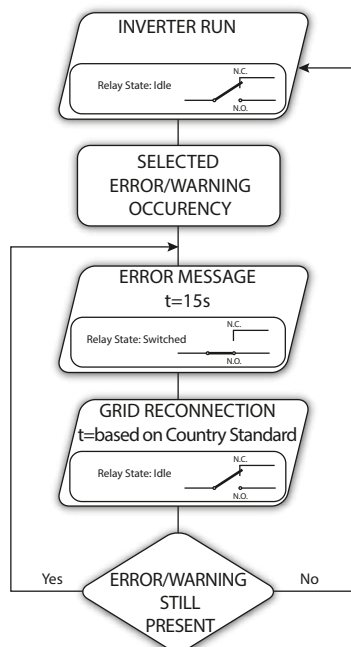 INVERTER RUN
N.C.
Relay State: Idle
N.O.
SELECTED
ERROR/WARNING
OCCURENCY
ERROR MESSAGE
t=15s
N.C.
Relay State: Switched
N.O.
GRID RECONNECTION
t=based on Country Standard
N.C.
Relay State: Idle
N.O.
Yes
ERROR/WARNING
STILL
PRESENT
No